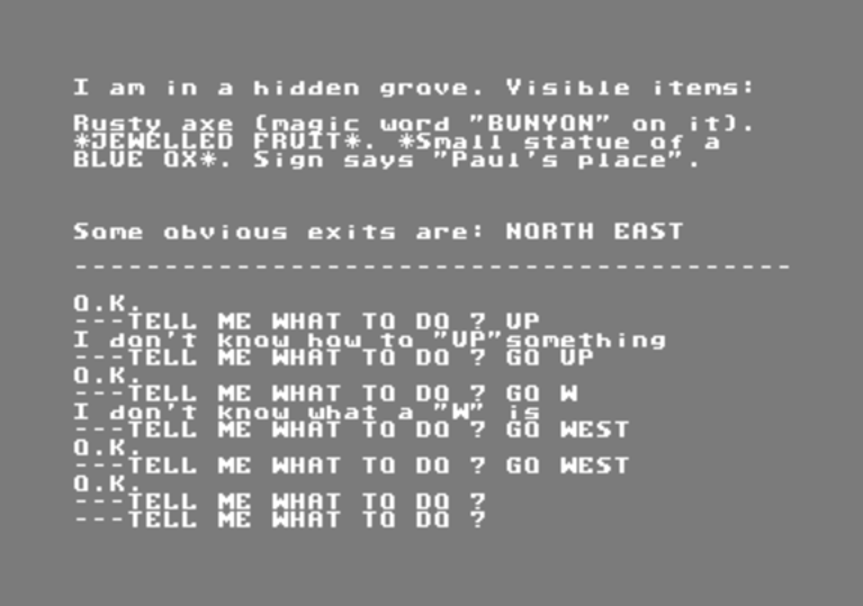 I am in a hidden grove. Visible items:
Rusty axe (magic word "BUNYON" on it).
*JEWELLED FRUIT*. *Small statue of a
BLUE OX*. Sign says "Paul's place".
Some obvious exits are: NORTH EAST
----------------------------------------
O.K.
---TELL ME WHAT TO DO ? UP
I don't know how to "UP"something
---TELL ME WHAT TO DO ? GO UP
O.K.
---TELL ME WHAT TO DO ? GO W
I don't know what a "W" is
---TELL ME WHAT TO DO ? GO WEST
O.K.
---TELL ME WHAT TO DO ? GO WEST
O.K.
---TELL ME WHAT TO DO ?
---TELL ME WHAT TO DO ?